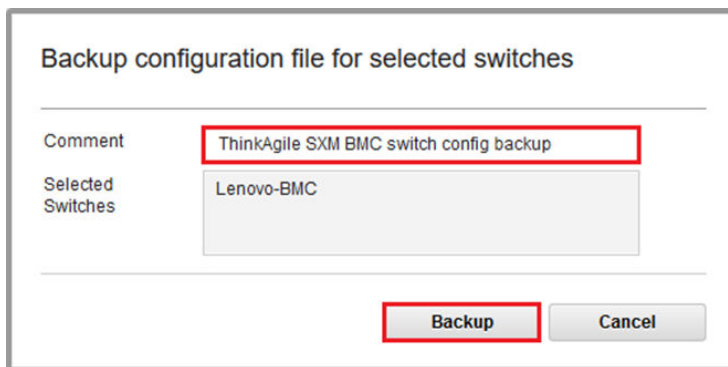 Backup configuration file for selected switches
Comment
ThinkAgile SXM BMC switch config backup
Selected
Switches
Lenovo-BMC
Backup
Cancel